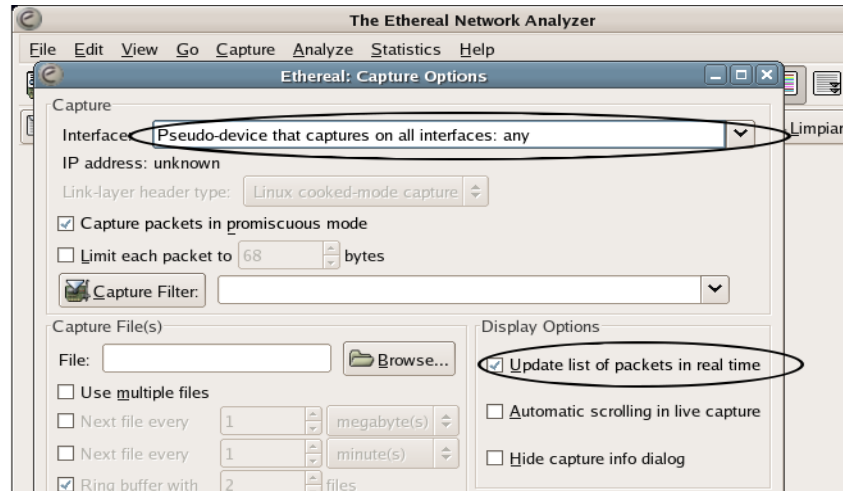 The Ethereal Network Analyzer
File Edit View Go Capture Analyze Statistics Help
Ethereal: Capture Options
Capture
Interface: Pseudo-device that captures on all interfaces: any
Limpiar
IP address: unknown
Link-layer header type: Linux cooked-mode capture
Capture packets in promiscuous mode
Limit each packet to 68 bytes
Capture Filter:
Capture File(s)
File: Browse...
Use multiple files
Next file every 1 megabyte(s)
Next file every 1 minute(s)
Ring buffer with 2 files
Display Options
Update list of packets in real time
Automatic scrolling in live capture
Hide capture info dialog